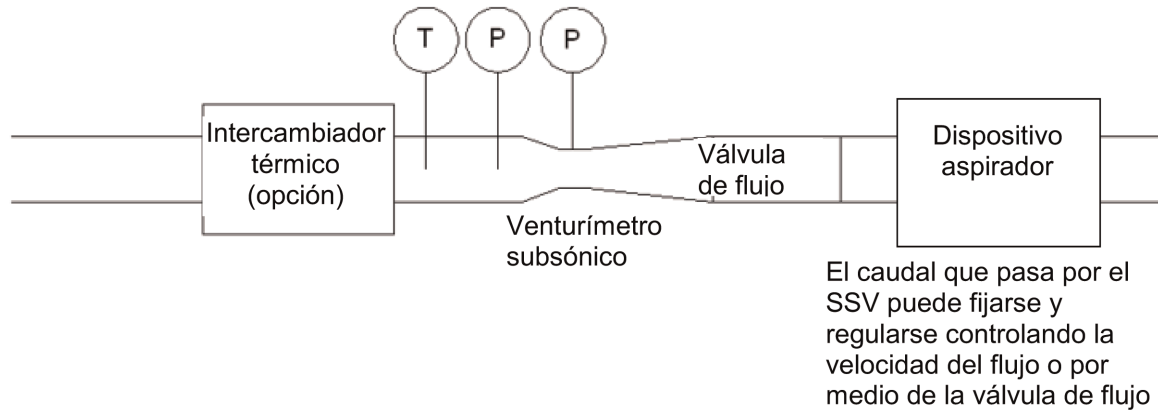 T P P
Intercambiador
térmico
(opción)
Válvula
de flujo
Dispositivo
aspirador
Venturímetro
subsónico
El caudal que pasa por el
SSV puede fijarse y
regularse controlando la
velocidad del flujo o por
medio de la válvula de flujo